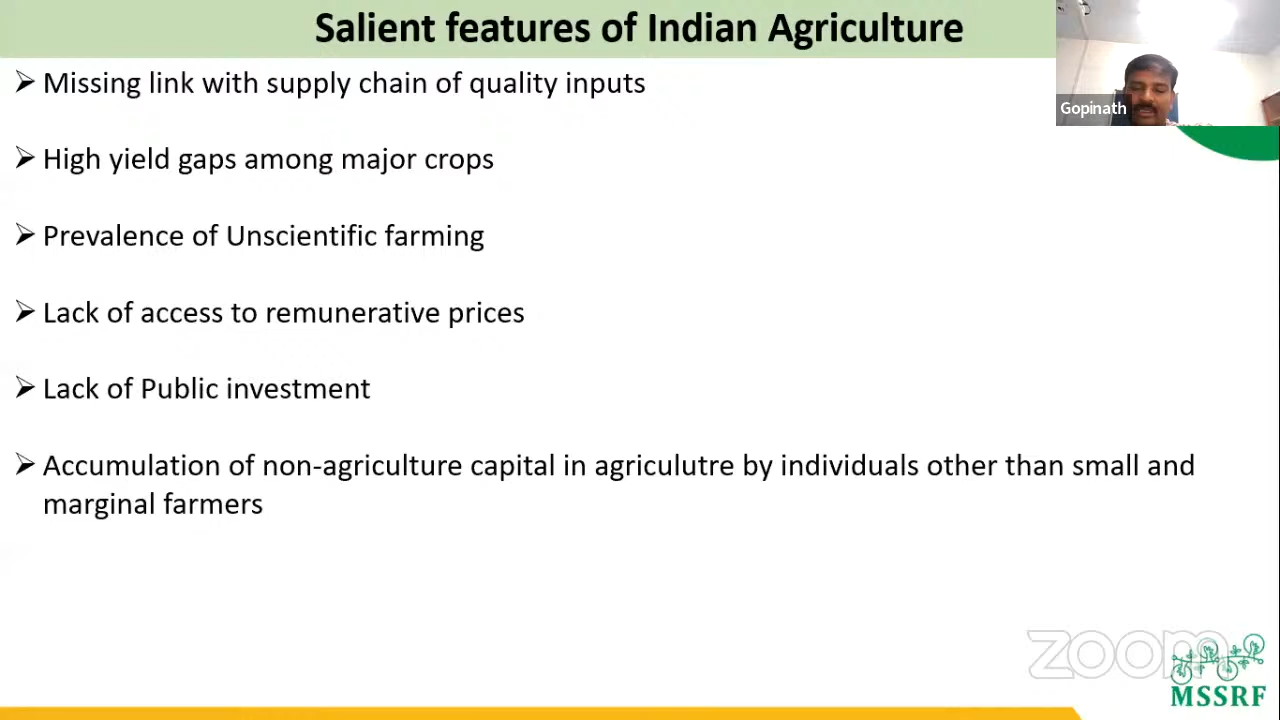 Salient features of Indian Agriculture
Gopinath
➢ Missing link with supply chain of quality inputs
➢ High yield gaps among major crops
➢ Prevalence of Unscientific farming
➢ Lack of access to remunerative prices
➢ Lack of Public investment
➢ Accumulation of non-agriculture capital in agriculutre by individuals other than small and
marginal farmers
zoom
MSSRF